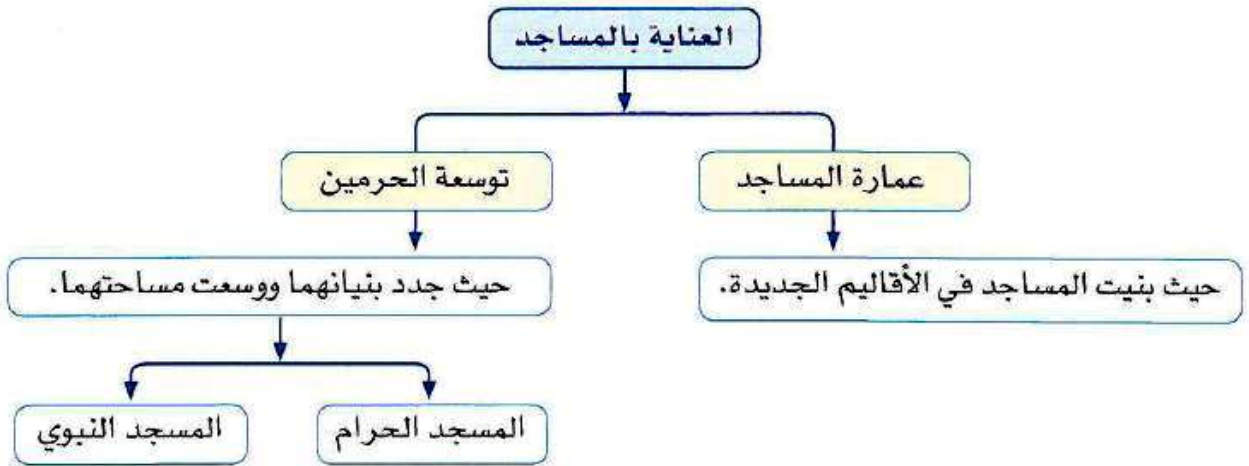 العناية بالمساجد
عمارة المساجد
توسعة الحرمين
حيث بنيت المساجد في الأقاليم الجديدة.
حيث جدد بنيانهما ووسعت مساحتهما.
المسجد الحرام
المسجد النبوي